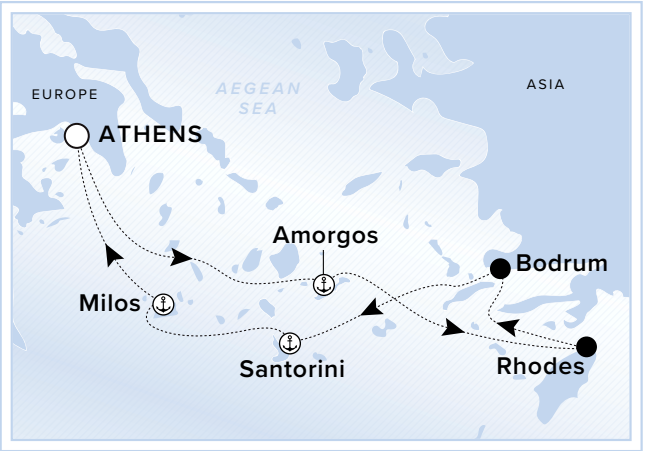 EUROPE
AEGEAN
SEA
ASIA
ATHENS
Amorgos
Bodrum
Milos
Santorini
Rhodes